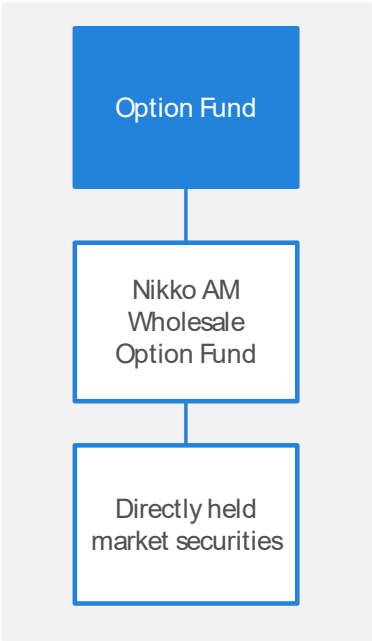 Option Fund
Nikko AM
Wholesale
Option Fund
Directly held
market securities